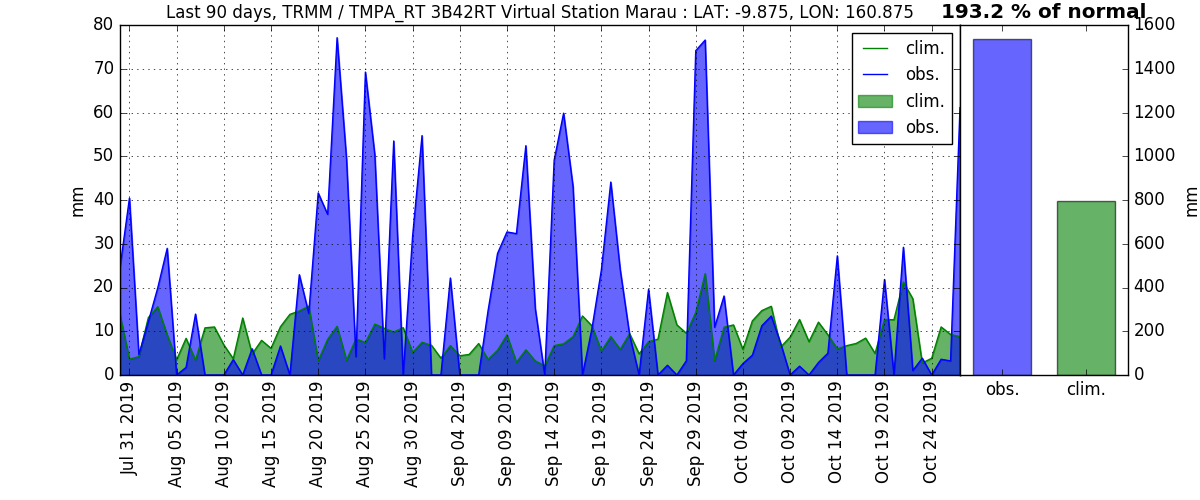 Last 90 days, TRMM / TMPA_RT 3B42RT Virtual Station Marau : LAT: -9.875, LON: 160.875
193.2 % of normal
80
70
60
50
40
30
20
10
0
mm
clim.
obs.
clim.
obs.
1600
1400
1200
1000
800
600
400
200
0
mm
obs.
clim.
Jul 31 2019
Aug 05 2019
Aug 10 2019
Aug 15 2019
Aug 20 2019
Aug 25 2019
Aug 30 2019
Sep 04 2019
Sep 09 2019
Sep 14 2019
Sep 19 2019
Sep 24 2019
Sep 29 2019
Oct 04 2019
Oct 09 2019
Oct 14 2019
Oct 19 2019
Oct 24 2019